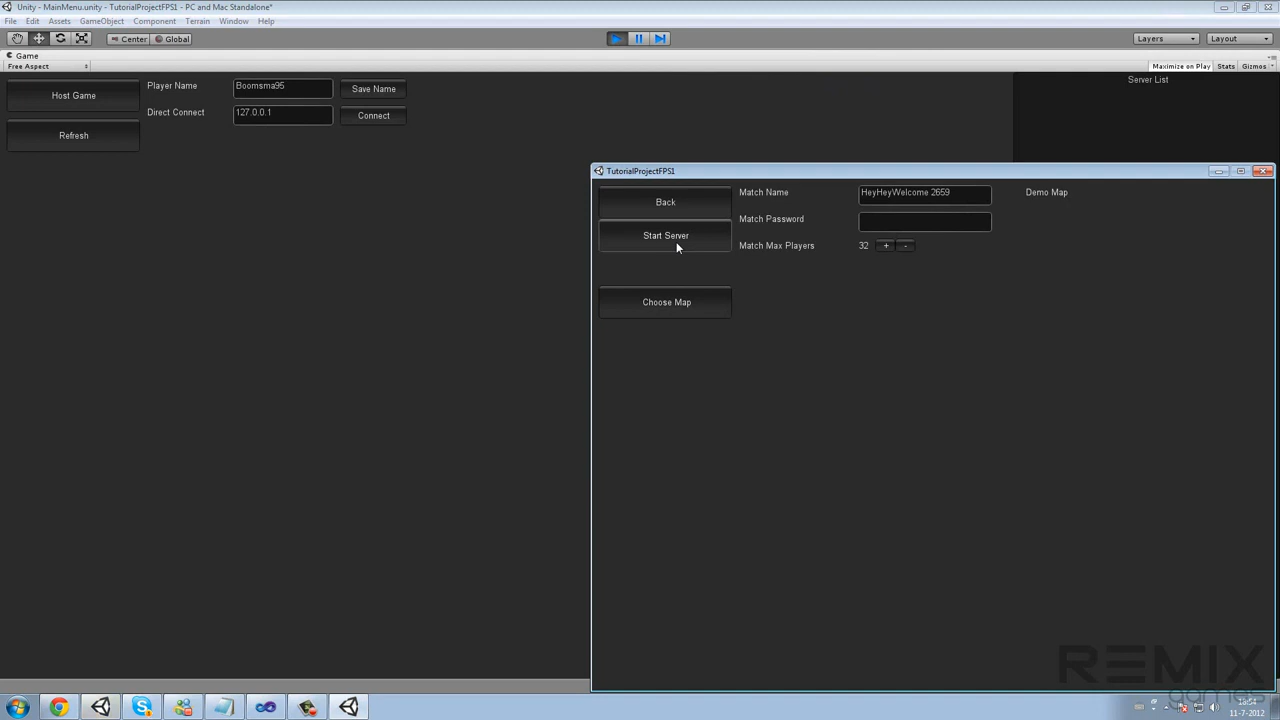 Unity - MainMenu.unity - TutorialProjectFPS1 - PC and Mac Standalone*
File Edit Assets GameObject Component Terrain Window Help
Center Global Layers Layout
Game
Free Aspect Maximize on Play Stats Gizmos
Host Game Player Name Boomsma95 Save Name Server List
Direct Connect 127.0.0.1 Connect
Refresh
TutorialProjectFPS1
Back Match Name HeyHeyWelcome 2659 Demo Map
Start Server Match Password
Match Max Players 32 + -
Choose Map
REMIX
games
11-7-2012